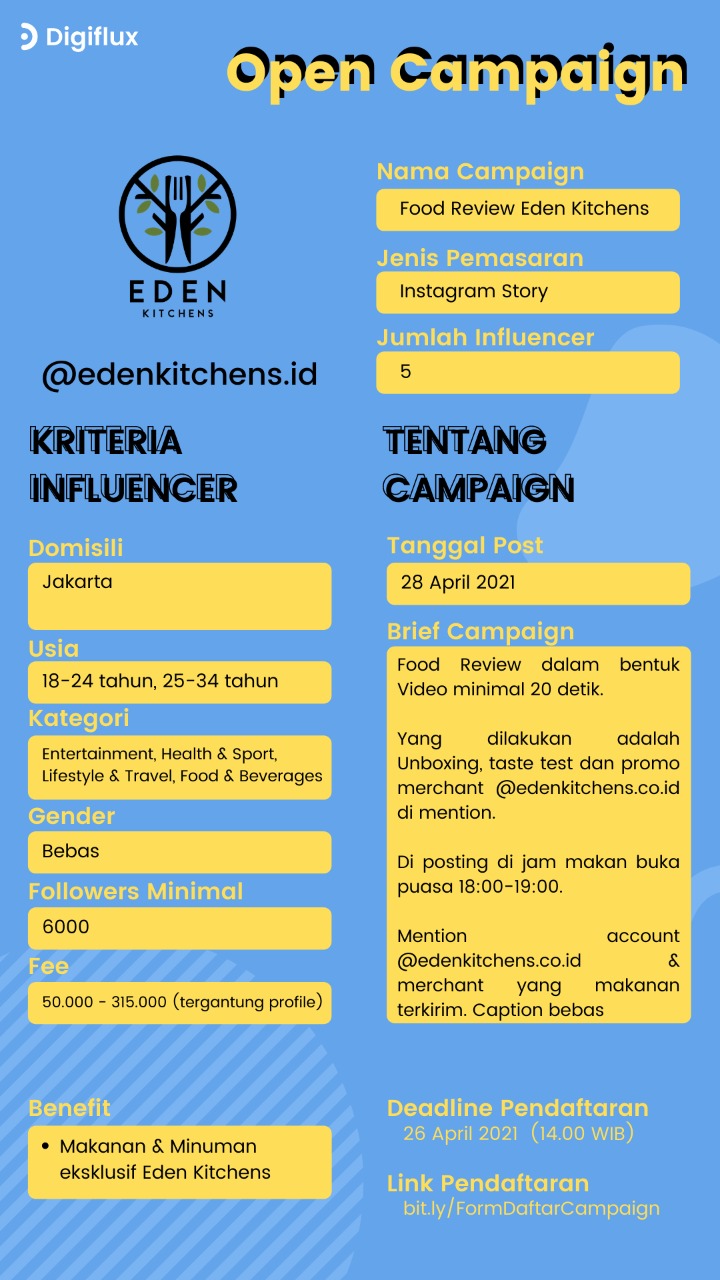 Digiflux
Open Campaign
EDEN
KITCHENS
@edenkitchens.id
Nama Campaign
Food Review Eden Kitchens
Jenis Pemasaran
Instagram Story
Jumlah Influencer
5
KRITERIA
INFLUENCER
Domisili
Jakarta
Usia
18-24 tahun, 25-34 tahun
Kategori
Entertainment, Health & Sport,
Lifestyle & Travel, Food & Beverages
Gender
Bebas
Followers Minimal
6000
Fee
50.000 - 315.000 (tergantung profile)
Benefit
• Makanan & Minuman
eksklusif Eden Kitchens
TENTANG
CAMPAIGN
Tanggal Post
28 April 2021
Brief Campaign
Food Review dalam bentuk
Video minimal 20 detik.
Yang dilakukan adalah
Unboxing, taste test dan promo
merchant @edenkitchens.co.id
di mention.
Di posting di jam makan buka
puasa 18:00-19:00.
Mention account
@edenkitchens.co.id &
merchant yang makanan
terkirim. Caption bebas
Deadline Pendaftaran
26 April 2021 (14.00 WIB)
Link Pendaftaran
bit.ly/FormDaftarCampaign